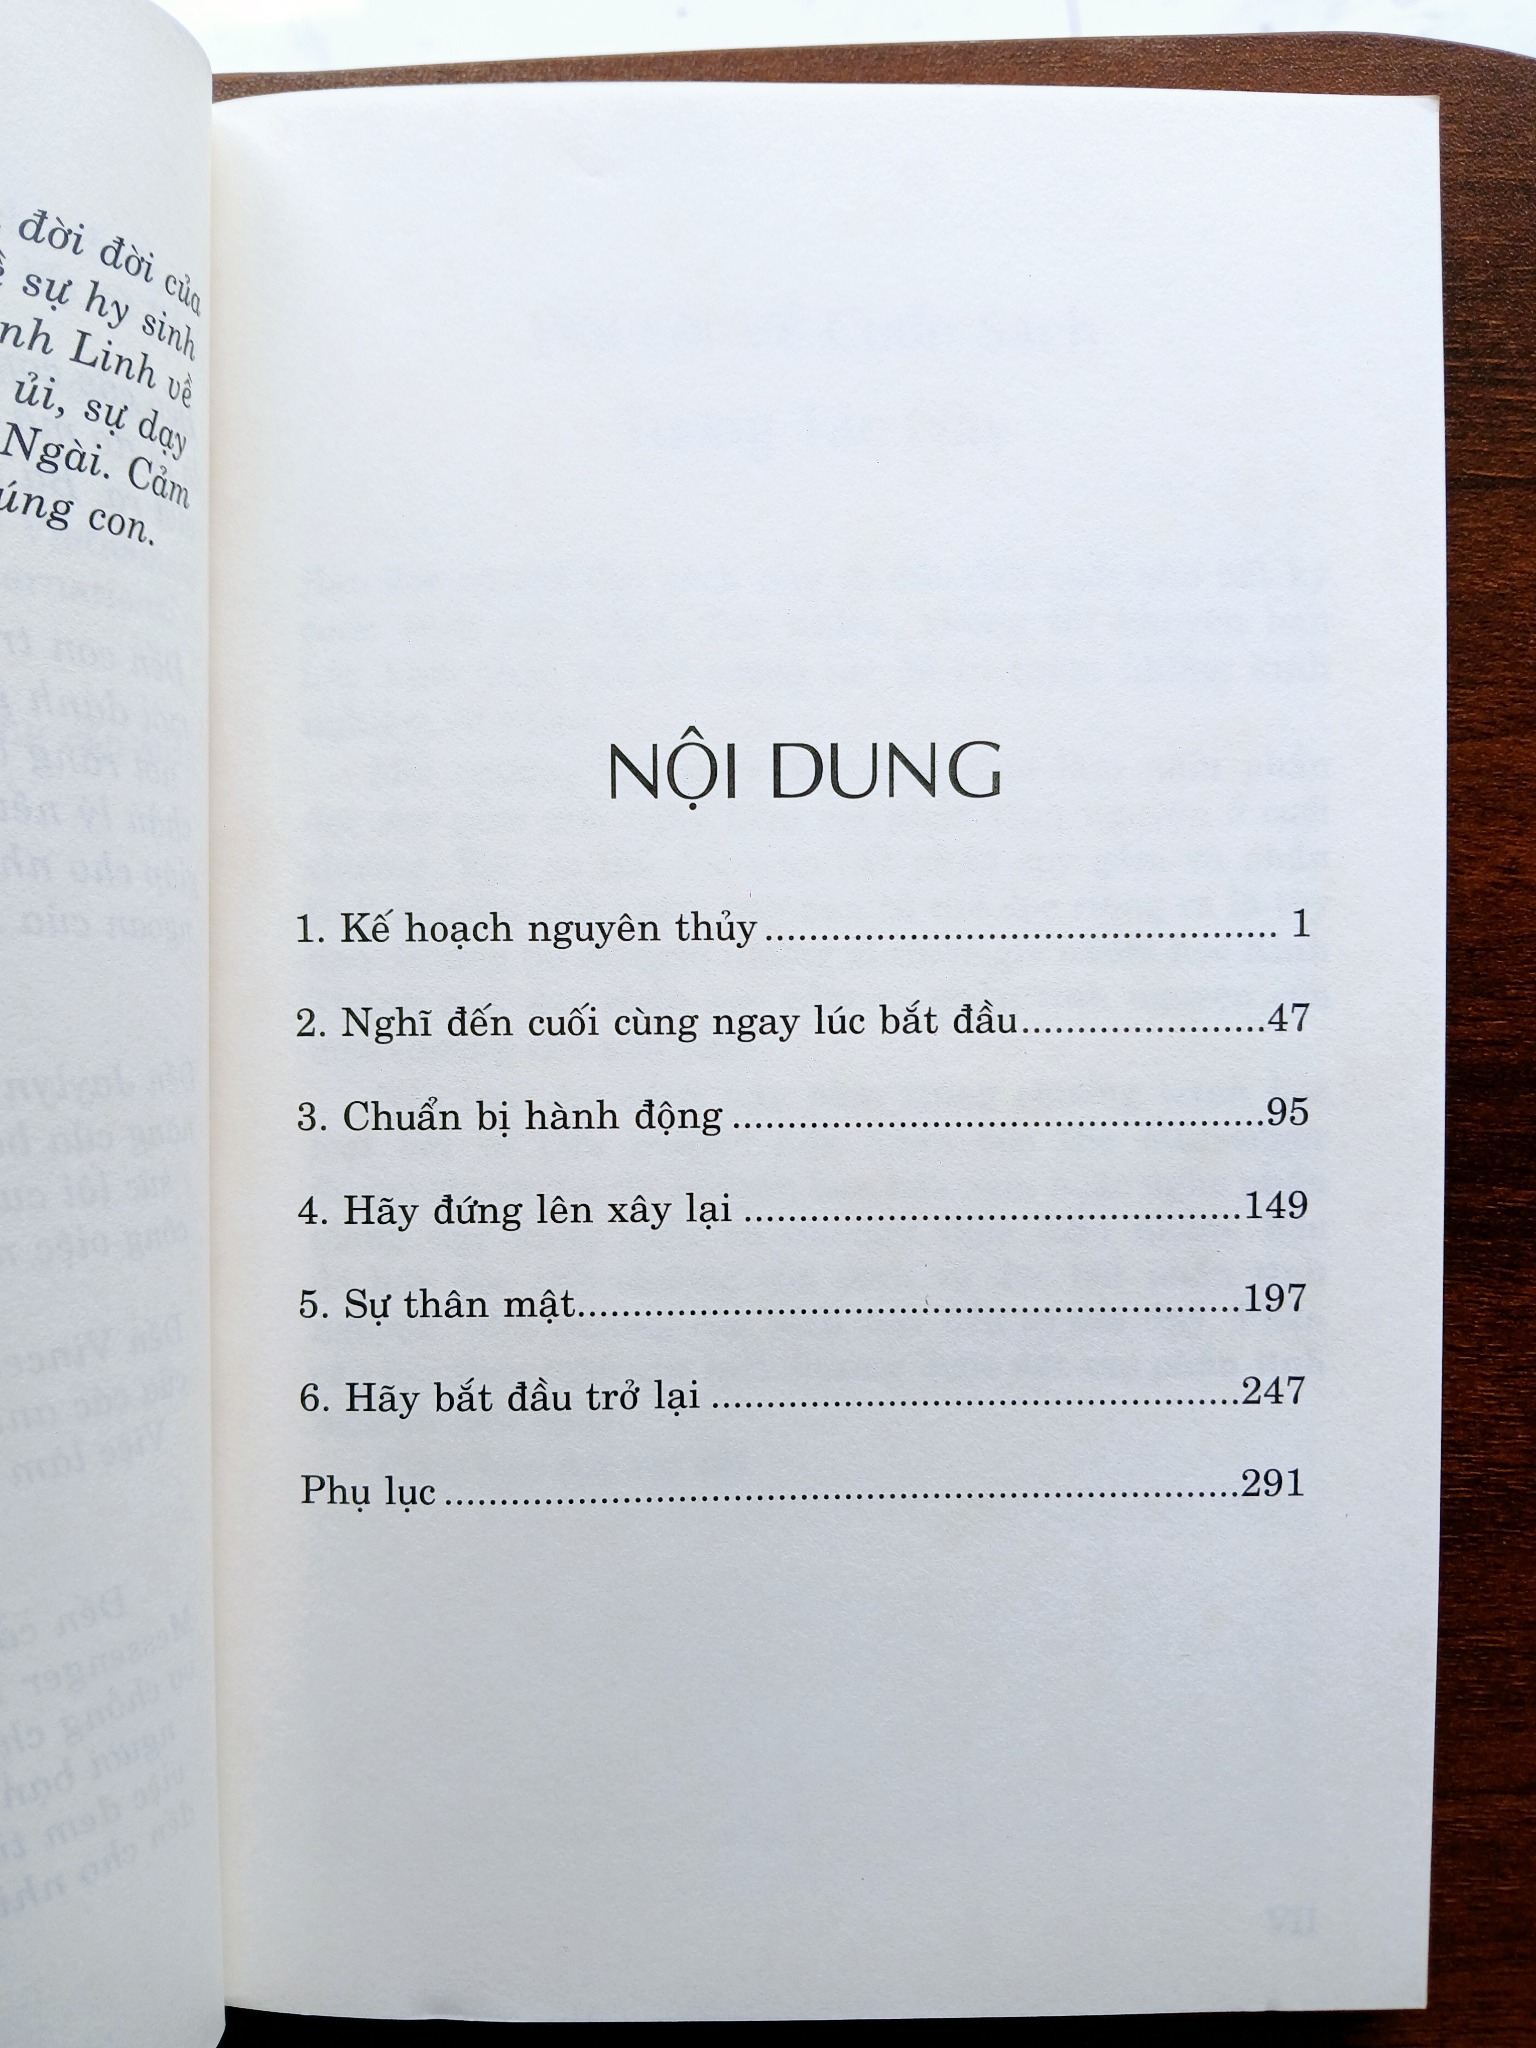 đời đời của
sự hy sinh
Linh về
ủi, sự dạy
Ngài. Cảm
con.
NỘI DUNG
1. Kế hoạch nguyên thủy.............................................. 1
2. Nghĩ đến cuối cùng ngay lúc bắt đầu......................47
3. Chuẩn bị hành động ................................................95
4. Hãy đứng lên xây lại .............................................149
5. Sự thân mật............................................................197
6. Hãy bắt đầu trở lại ................................................247
Phụ lục ........................................................................291